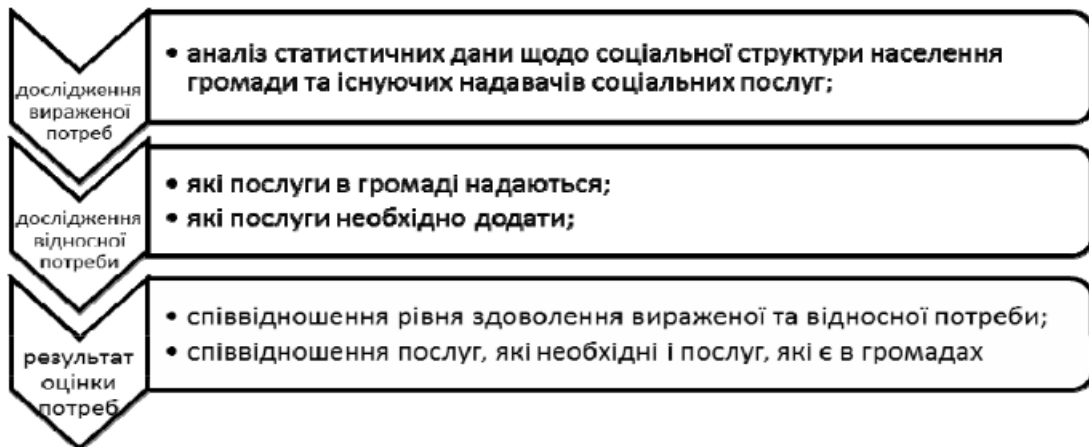 дослідження
вираженої
потреб
• аналіз статистичних дани щодо соціальної структури населення
громади та існуючих надавачів соціальних послуг;
дослідження
відносної
потреби
• які послуги в громаді надаються;
• які послуги необхідно додати;
результат
оцінки
потреб
• співвідношення рівня здоволення вираженої та відносної потреби;
• співвідношення послуг, які необхідні і послуг, які є в громадах